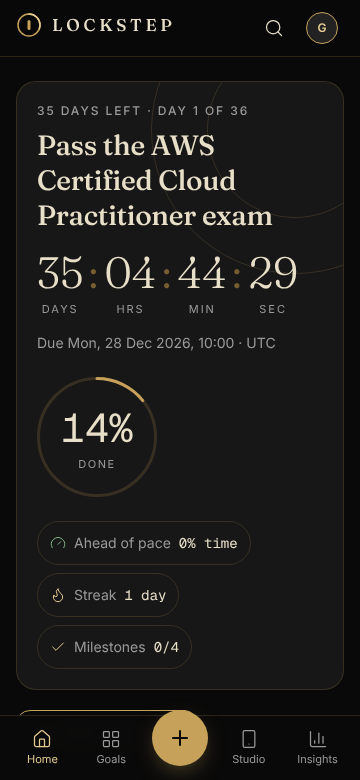 LOCKSTEP
G
35 DAYS LEFT · DAY 1 OF 36
Pass the AWS
Certified Cloud
Practitioner exam
35:04:44:29
DAYS HRS MIN SEC
Due Mon, 28 Dec 2026, 10:00 · UTC
14%
DONE
Ahead of pace 0% time
Streak 1 day
Milestones 0/4
Home Goals Studio Insights